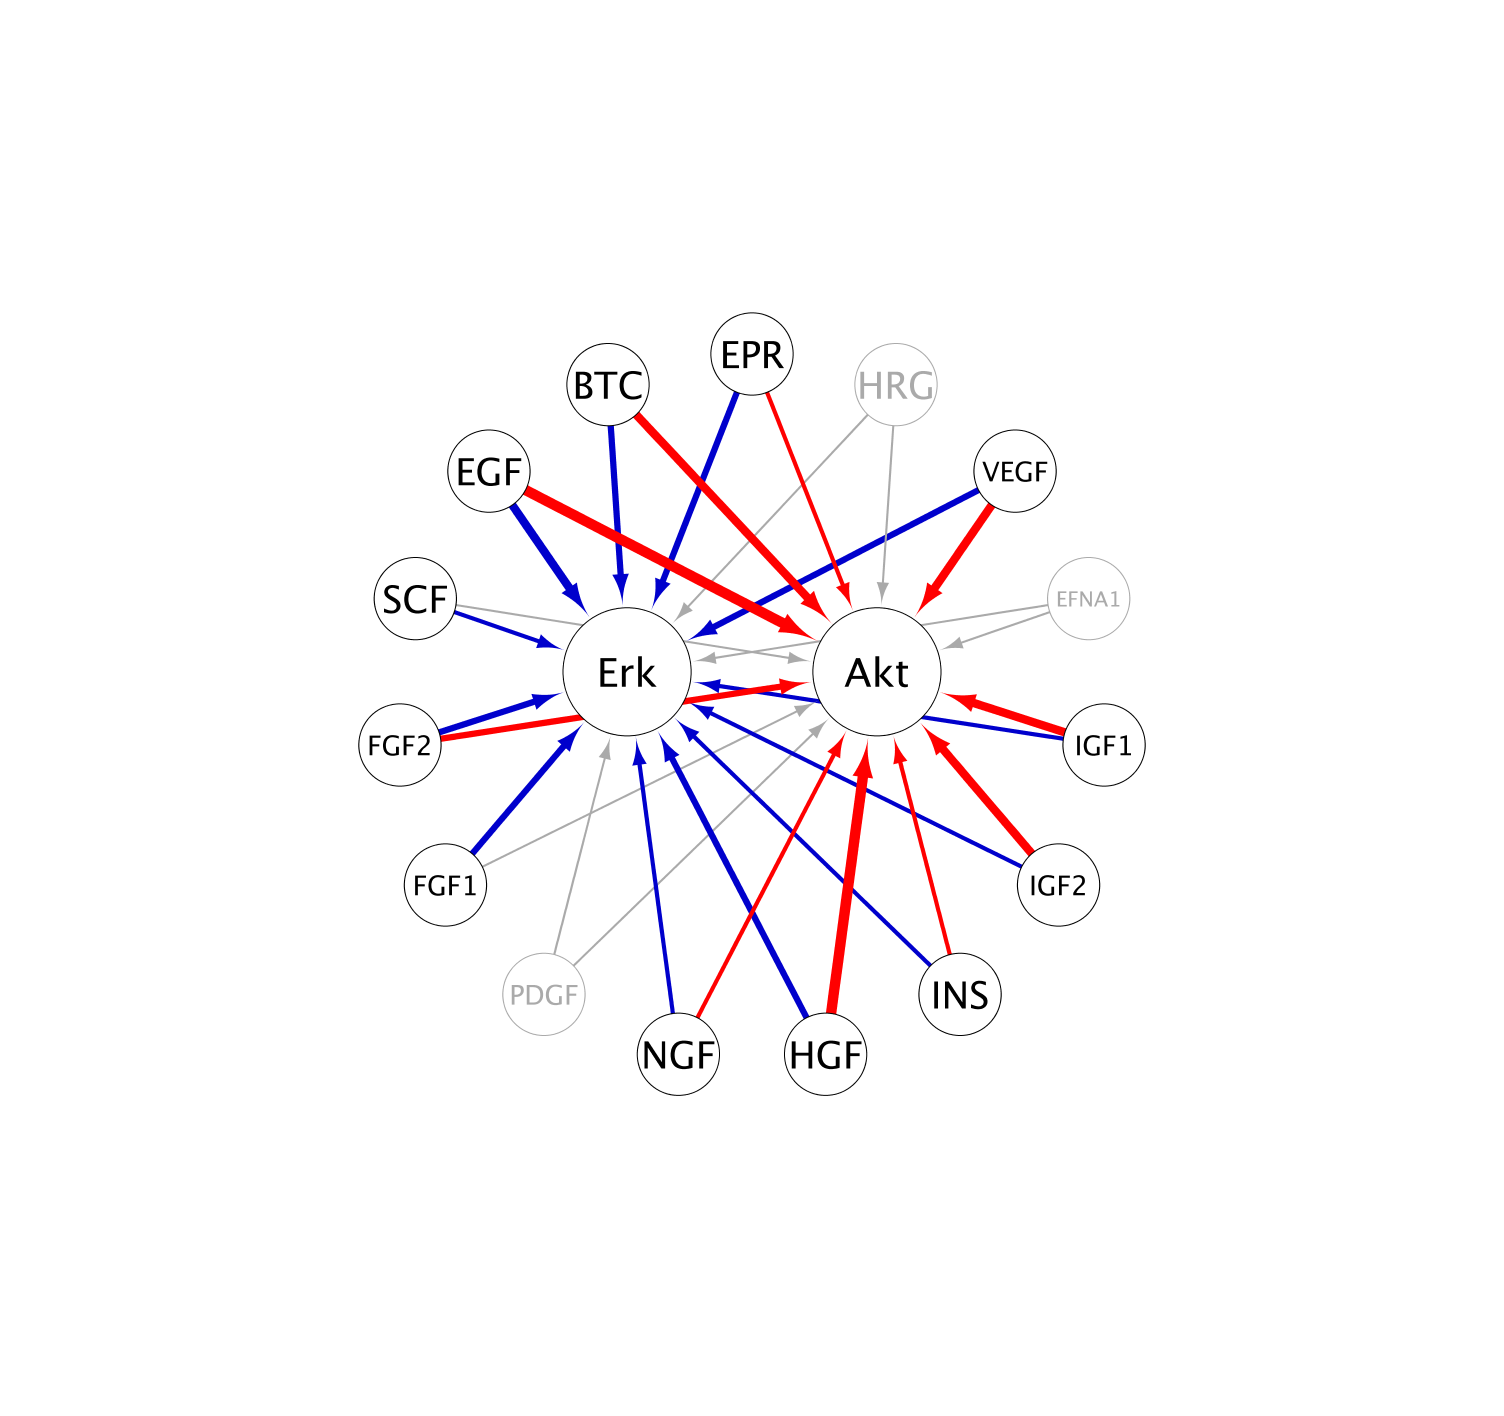 EPR
BTC
HRG
EGF
VEGF
SCF
EFNA1
Erk
Akt
FGF2
IGF1
FGF1
IGF2
PDGF
INS
NGF
HGF